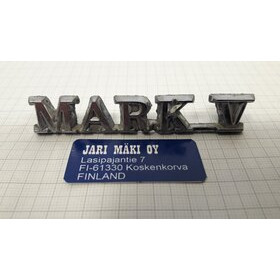 MARK V
JARI MÄKI OY
Lasipajantie 7
FI-61330 Koskenkorva
FINLAND